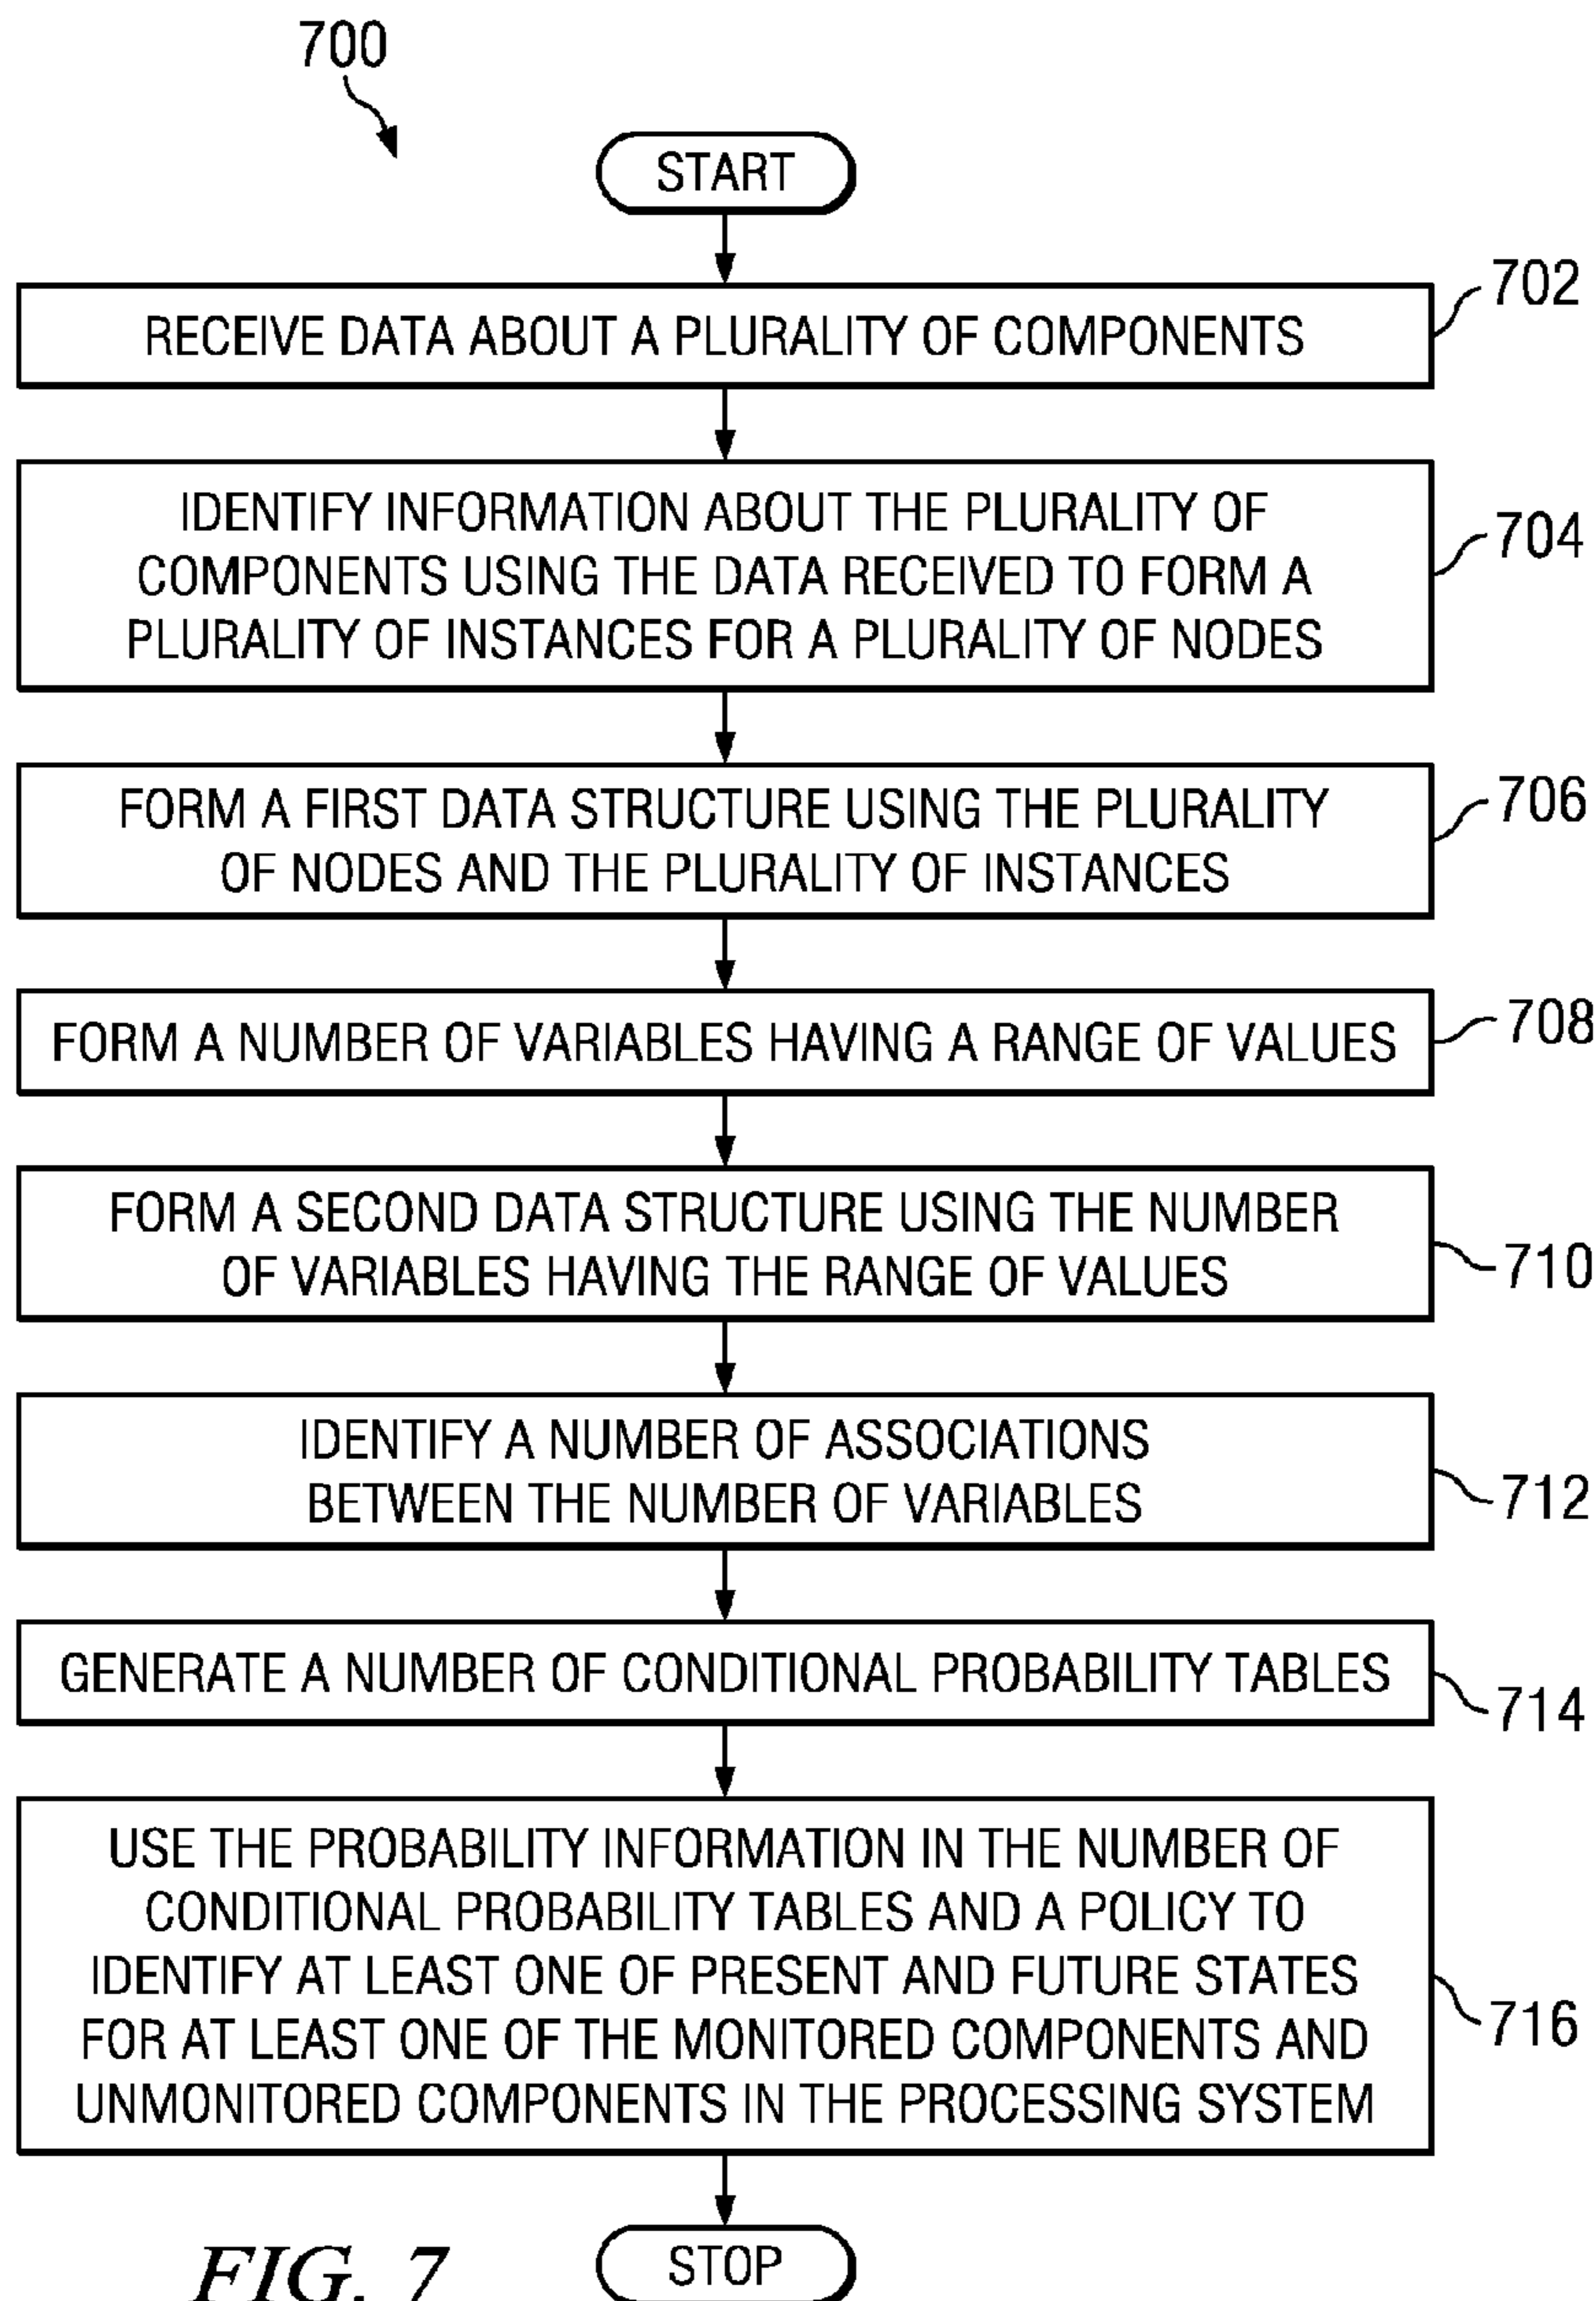 700
START
RECEIVE DATA ABOUT A PLURALITY OF COMPONENTS
702
IDENTIFY INFORMATION ABOUT THE PLURALITY OF
COMPONENTS USING THE DATA RECEIVED TO FORM A
PLURALITY OF INSTANCES FOR A PLURALITY OF NODES
704
FORM A FIRST DATA STRUCTURE USING THE PLURALITY
OF NODES AND THE PLURALITY OF INSTANCES
706
FORM A NUMBER OF VARIABLES HAVING A RANGE OF VALUES
708
FORM A SECOND DATA STRUCTURE USING THE NUMBER
OF VARIABLES HAVING THE RANGE OF VALUES
710
IDENTIFY A NUMBER OF ASSOCIATIONS
BETWEEN THE NUMBER OF VARIABLES
712
GENERATE A NUMBER OF CONDITIONAL PROBABILITY TABLES
714
USE THE PROBABILITY INFORMATION IN THE NUMBER OF
CONDITIONAL PROBABILITY TABLES AND A POLICY TO
IDENTIFY AT LEAST ONE OF PRESENT AND FUTURE STATES
FOR AT LEAST ONE OF THE MONITORED COMPONENTS AND
UNMONITORED COMPONENTS IN THE PROCESSING SYSTEM
716
STOP
FIG. 7